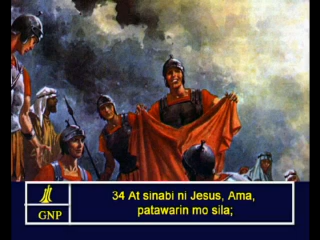 34 At sinabi ni Jesus, Ama,
patawarin mo sila;
GNP